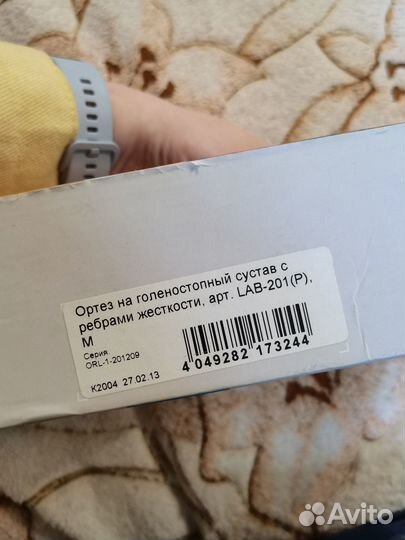 Ортез на голеностопный сустав с
ребрами жесткости, арт. LAB-201(P),
M
Серия
ORL-1-201209
K2004 27.02.13
4 049282 173244
Avito